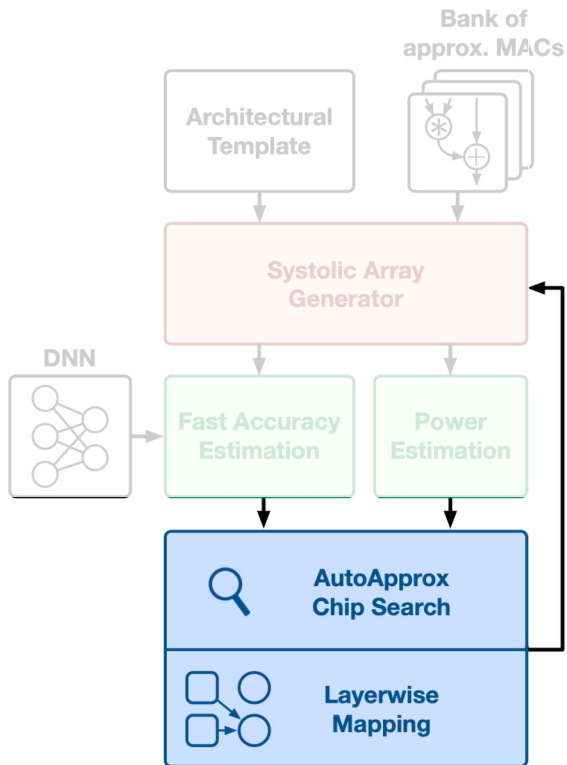 Bank of
approx. MACs
Architectural
Template
Systolic Array
Generator
DNN
Fast Accuracy
Estimation
Power
Estimation
AutoApprox
Chip Search
Layerwise
Mapping